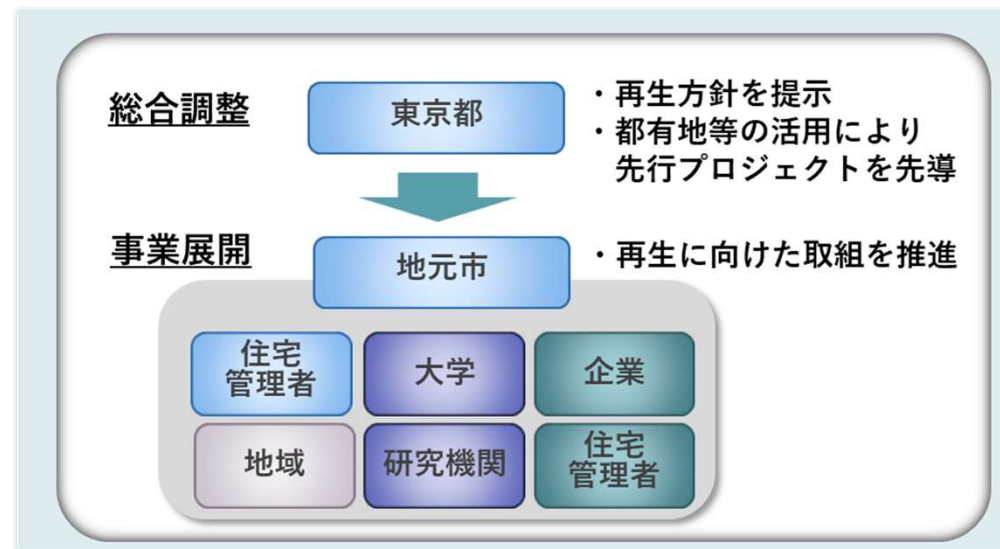 総合調整
東京都
・再生方針を提示
・都有地等の活用により
先行プロジェクトを先導
事業展開
地元市
・再生に向けた取組を推進
住宅
管理者
大学
企業
地域
研究機関
住宅
管理者